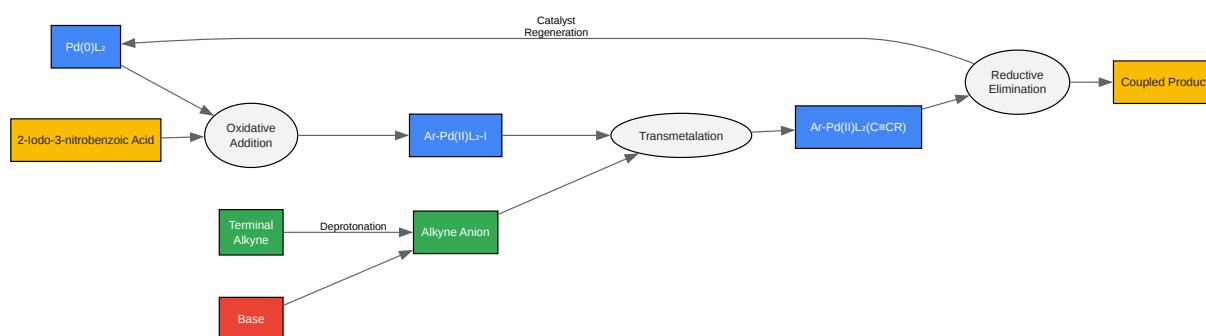 Catalyst
Regeneration
Pd(0)L₂
Reductive
Elimination
Coupled Produc
2-Iodo-3-nitrobenzoic Acid
Oxidative
Addition
Ar-Pd(II)L₂-I
Transmetalation
Ar-Pd(II)L₂(C≡CR)
Terminal
Alkyne
Deprotonation
Alkyne Anion
Base